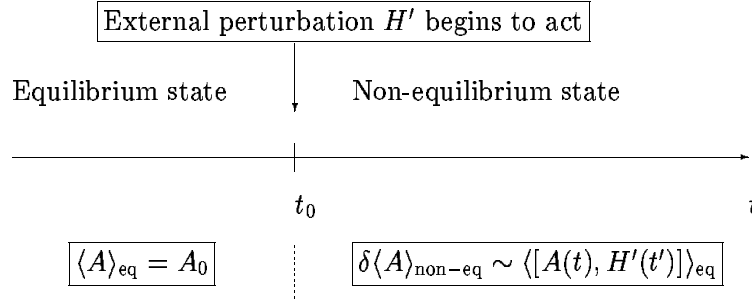 External perturbation H′ begins to act
Equilibrium state Non-equilibrium state
t₀ t
⟨A⟩eq = A₀ δ⟨A⟩non−eq ∼ ⟨[A(t), H′(t′)]⟩eq